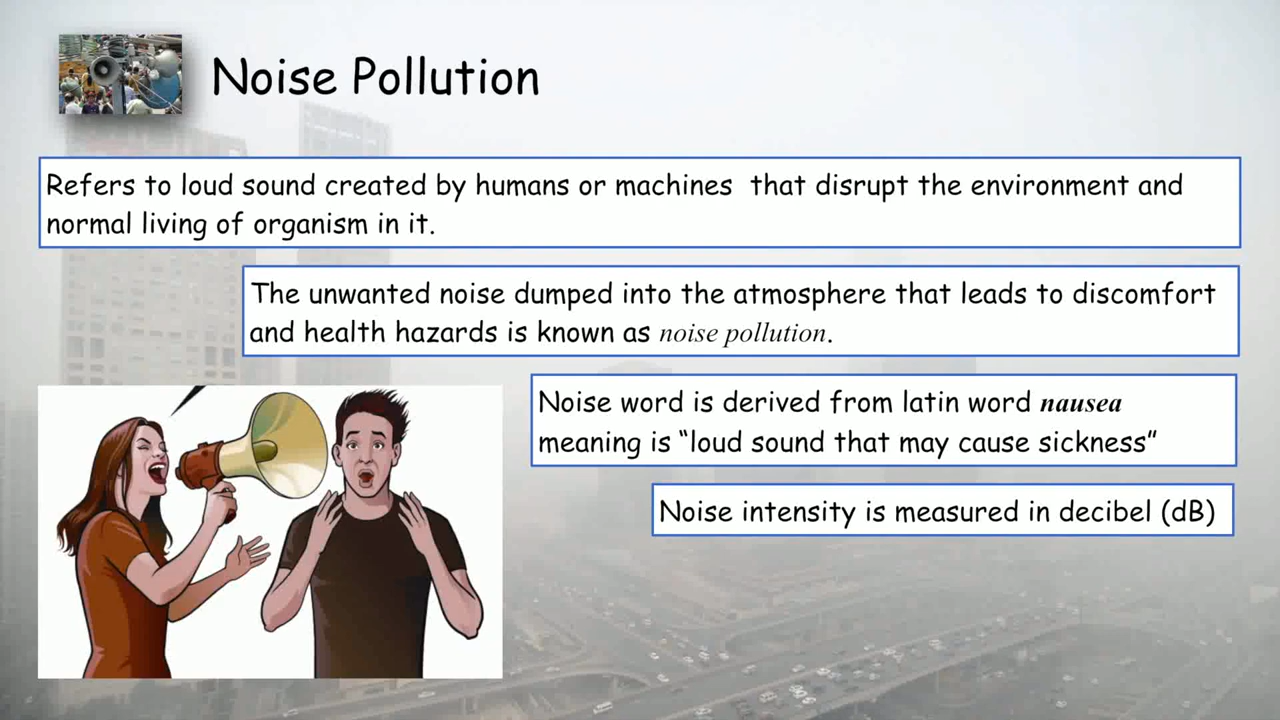 Noise Pollution
Refers to loud sound created by humans or machines  that disrupt the environment and
normal living of organism in it.
The unwanted noise dumped into the atmosphere that leads to discomfort
and health hazards is known as noise pollution.
Noise word is derived from latin word nausea
meaning is “loud sound that may cause sickness”
Noise intensity is measured in decibel (dB)